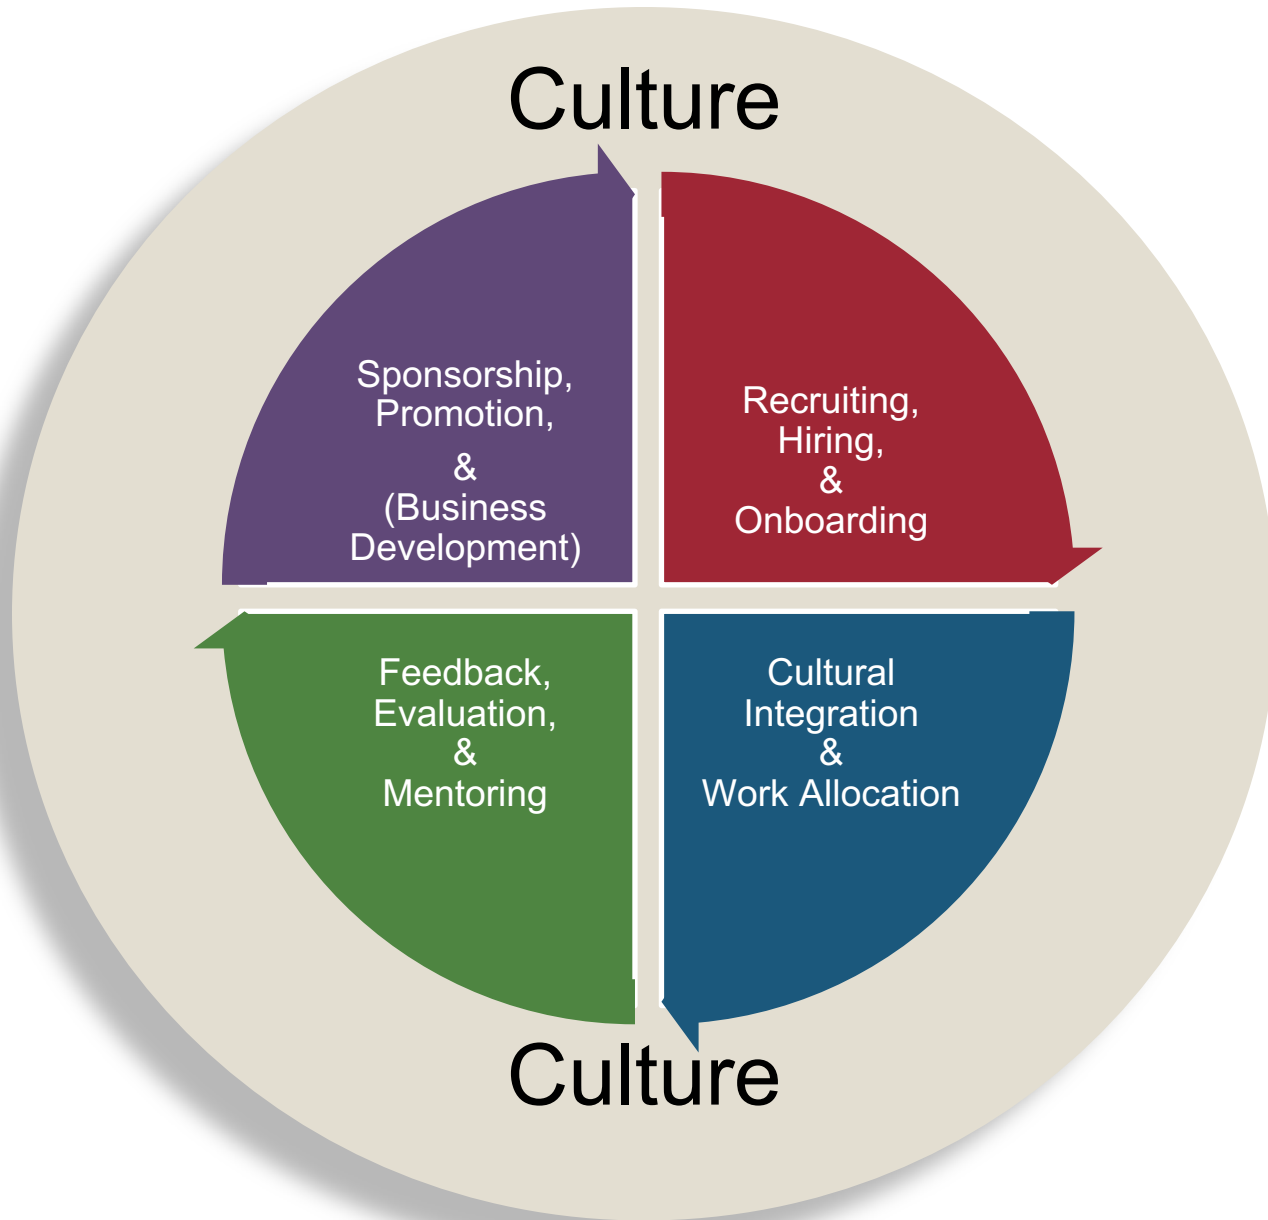 Culture
Sponsorship,
Promotion,
&
(Business
Development)
Recruiting,
Hiring,
&
Onboarding
Feedback,
Evaluation,
&
Mentoring
Cultural
Integration
&
Work Allocation
Culture